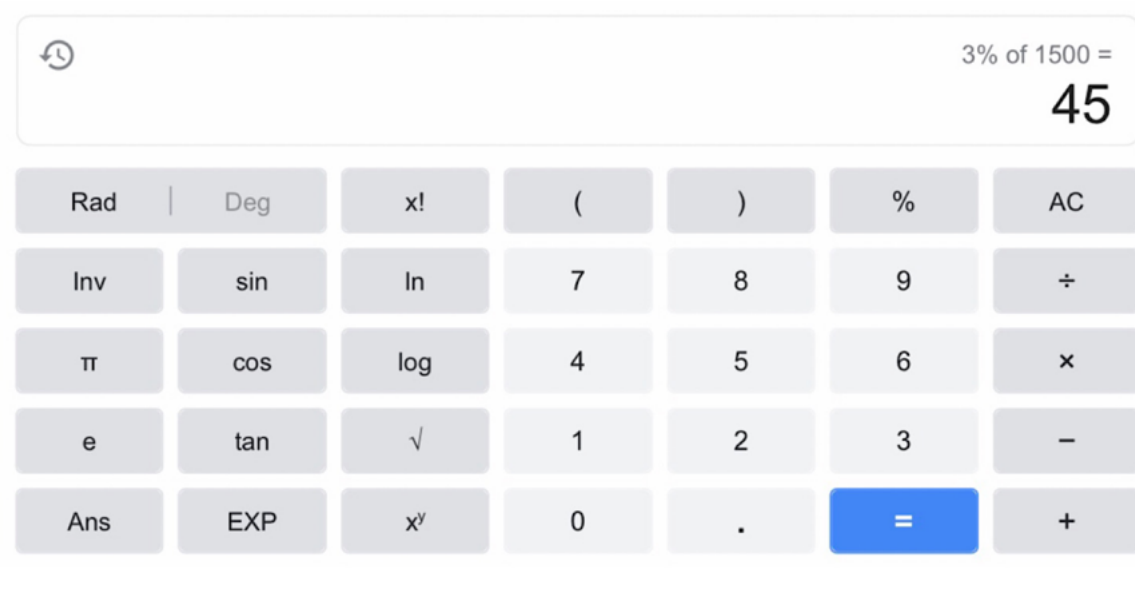 3% of 1500 =
45
Rad | Deg x! ( ) % AC
Inv sin ln 7 8 9 ÷
π cos log 4 5 6 ×
e tan √ 1 2 3 −
Ans EXP xʸ 0 . = +